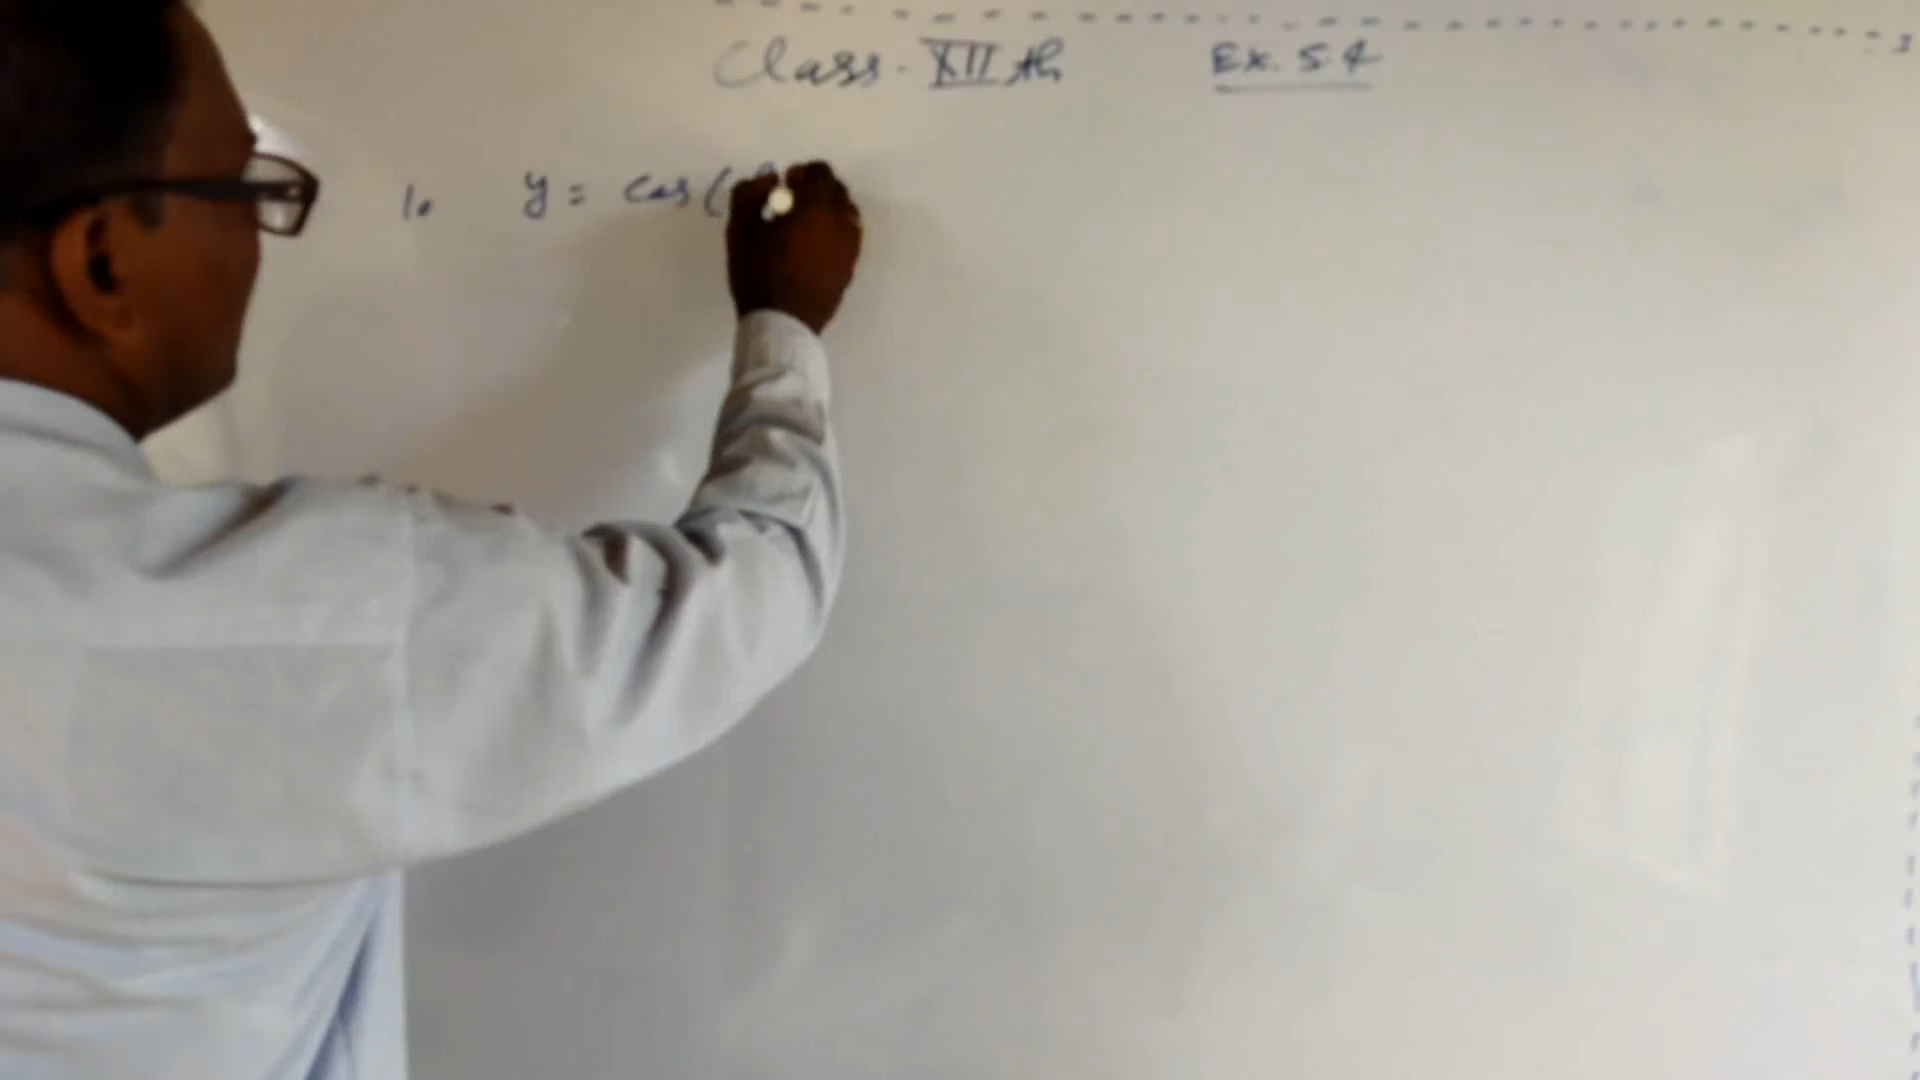 Class. XII th Ex. 5.4
1. y = cos(